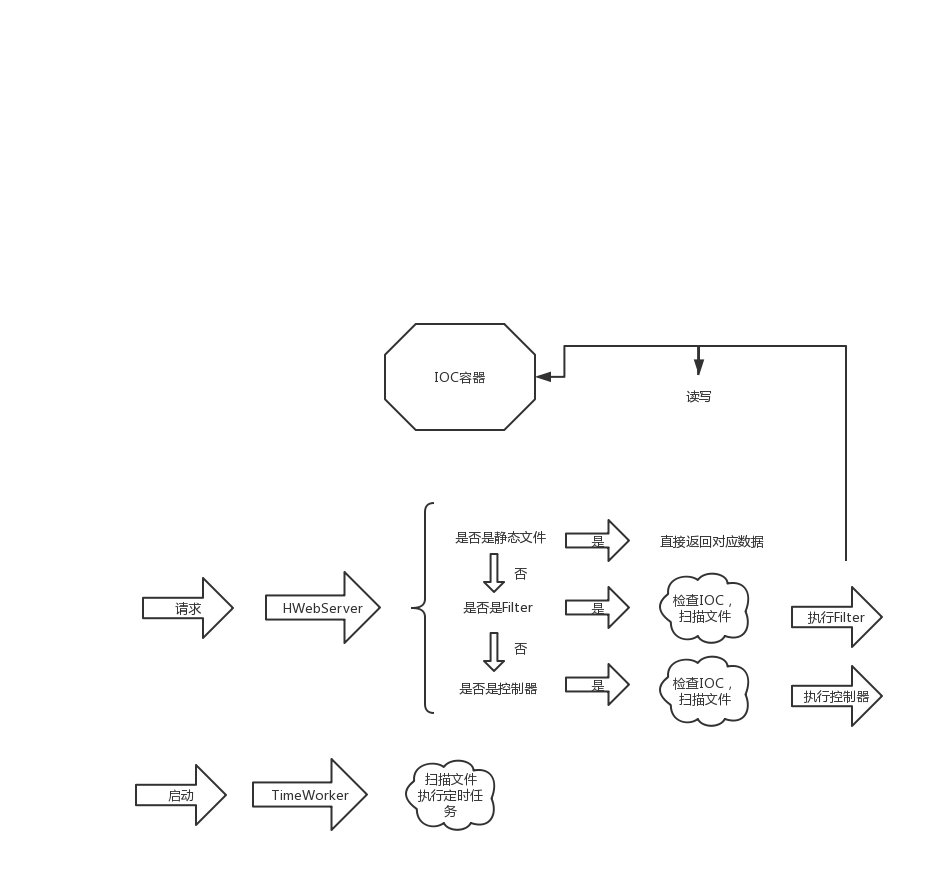 IOC容器
读写
是否是静态文件
是
直接返回对应数据
否
请求
HWebServer
是否是Filter
是
检查IOC，
扫描文件
执行Filter
否
是否是控制器
是
检查IOC，
扫描文件
执行控制器
启动
TimeWorker
扫描文件
执行定时任
务